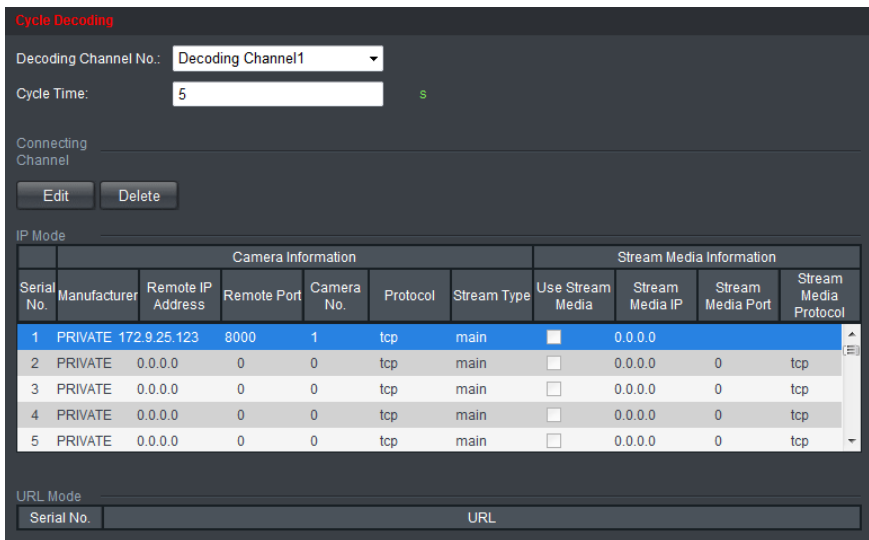 Cycle Decoding
Decoding Channel No.: Decoding Channel1
Cycle Time: 5 s
Connecting
Channel
Edit Delete
IP Mode
Camera Information Stream Media Information
Serial No. Manufacturer Remote IP Address Remote Port Camera No. Protocol Stream Type Use Stream Media Stream Media IP Stream Media Port Stream Media Protocol
1 PRIVATE 172.9.25.123 8000 1 tcp main 0.0.0.0
2 PRIVATE 0.0.0.0 0 0 tcp main 0.0.0.0 0 tcp
3 PRIVATE 0.0.0.0 0 0 tcp main 0.0.0.0 0 tcp
4 PRIVATE 0.0.0.0 0 0 tcp main 0.0.0.0 0 tcp
5 PRIVATE 0.0.0.0 0 0 tcp main 0.0.0.0 0 tcp
URL Mode
Serial No. URL